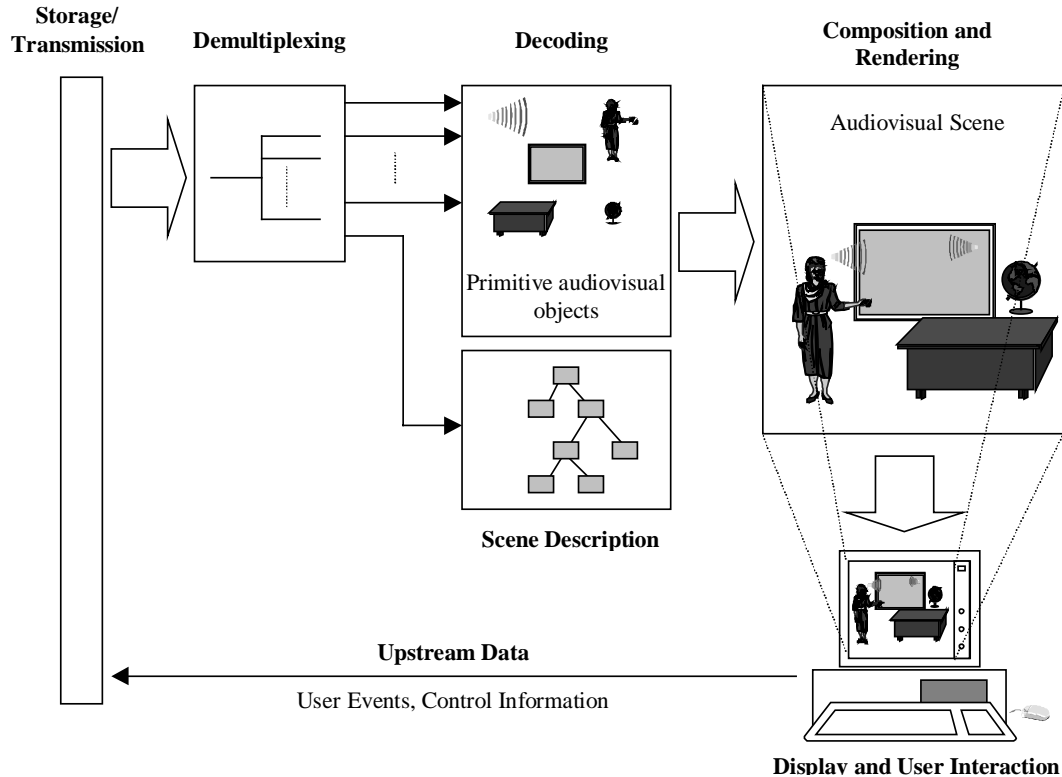 Storage/
Transmission
Demultiplexing
Decoding
Composition and
Rendering
Audiovisual Scene
Primitive audiovisual
objects
Scene Description
Upstream Data
User Events, Control Information
Display and User Interaction